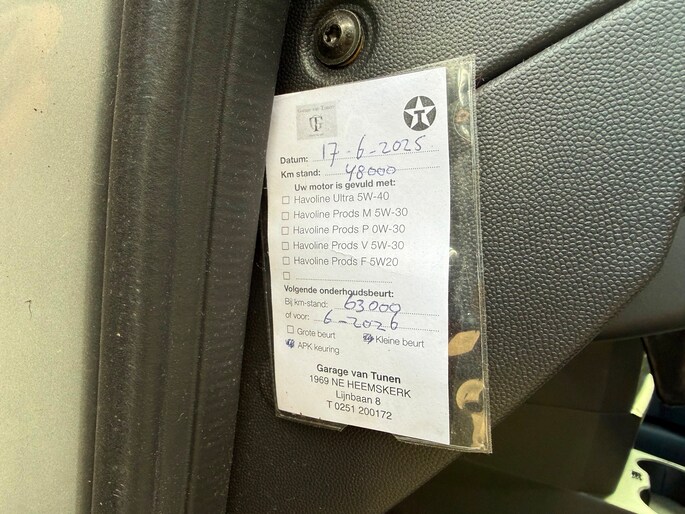 Garage van Tunen
Datum: 17-6-2025
Km stand: 48000
Uw motor is gevuld met:
Havoline Ultra 5W-40
Havoline Prods M 5W-30
Havoline Prods P 0W-30
Havoline Prods V 5W-30
Havoline Prods F 5W20
Volgende onderhoudsbeurt:
Bij km-stand: 63000
of voor: 6-2026
Grote beurt Kleine beurt
APK keuring
Garage van Tunen
1969 NE HEEMSKERK
Lijnbaan 8
T 0251 200172